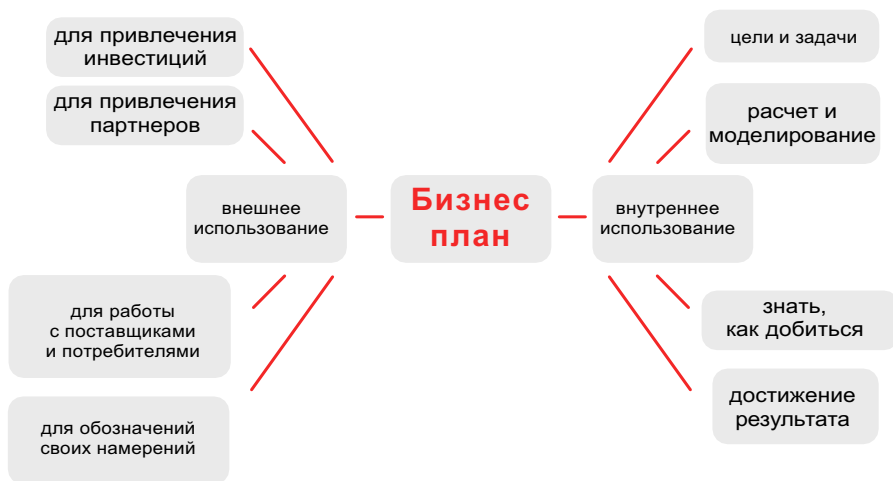 для привлечения
инвестиций
для привлечения
партнеров
внешнее
использование
для работы
с поставщиками
и потребителями
для обозначений
своих намерений
Бизнес
план
цели и задачи
расчет и
моделирование
внутреннее
использование
знать,
как добиться
достижение
результата